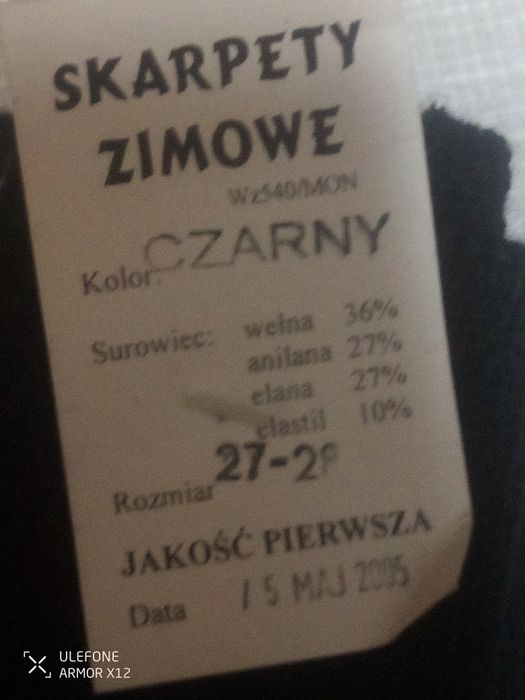 SKARPETY
ZIMOWE
Wz540/MON
Kolor: CZARNY
Surowiec: wełna 36%
anilana 27%
elana 27%
elastil 10%
Rozmiar 27-28
JAKOŚĆ PIERWSZA
Data 15 MAJ 2005
ULEFONE
ARMOR X12